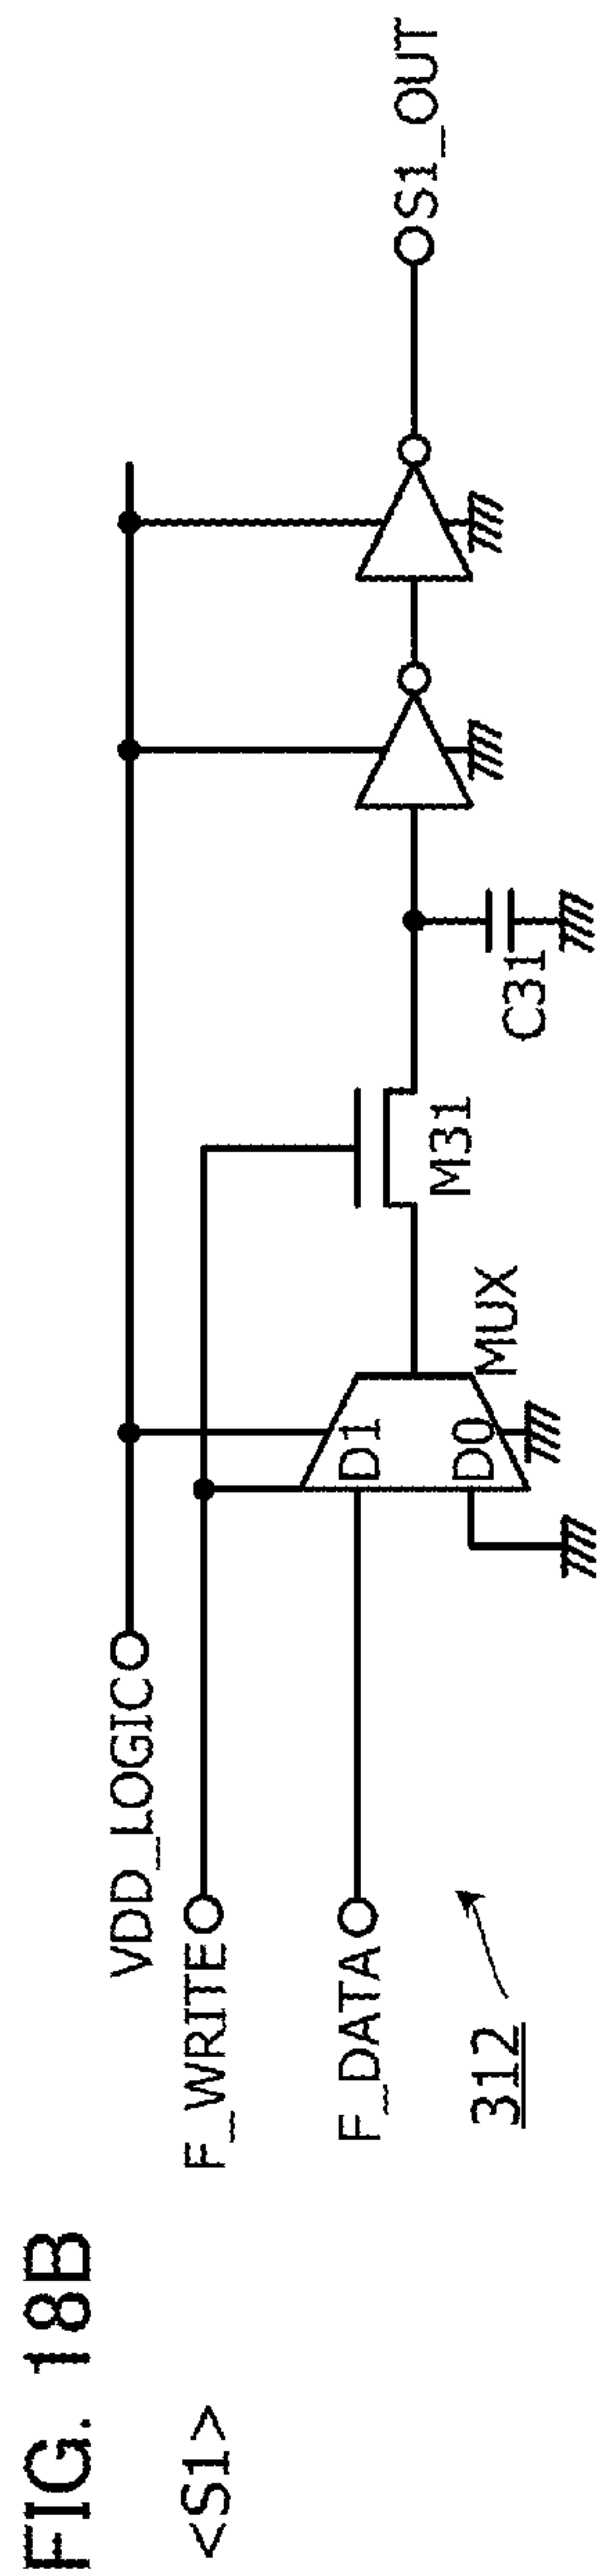 FIG. 18B
<S1>
VDD_LOGIC
F_WRITE
F_DATA
312
D1
D0
MUX
M31
C31
S1_OUT